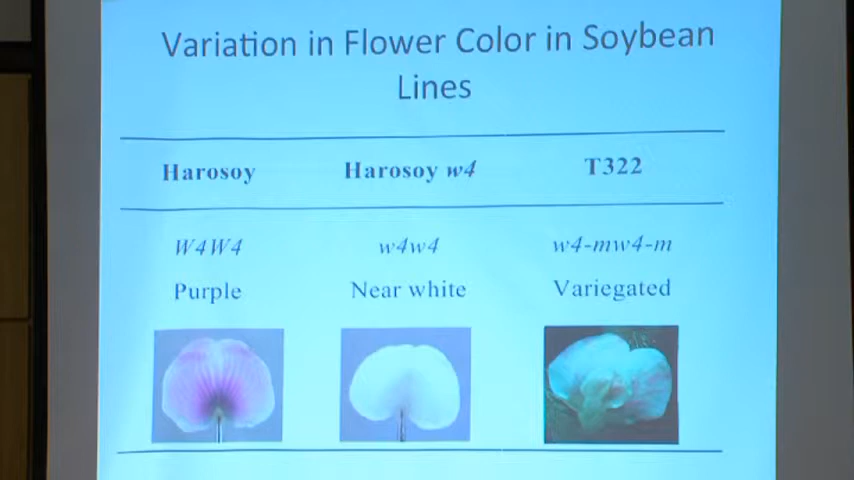 Variation in Flower Color in Soybean
Lines
Harosoy Harosoy w4 T322
W4W4 w4w4 w4-mw4-m
Purple Near white Variegated